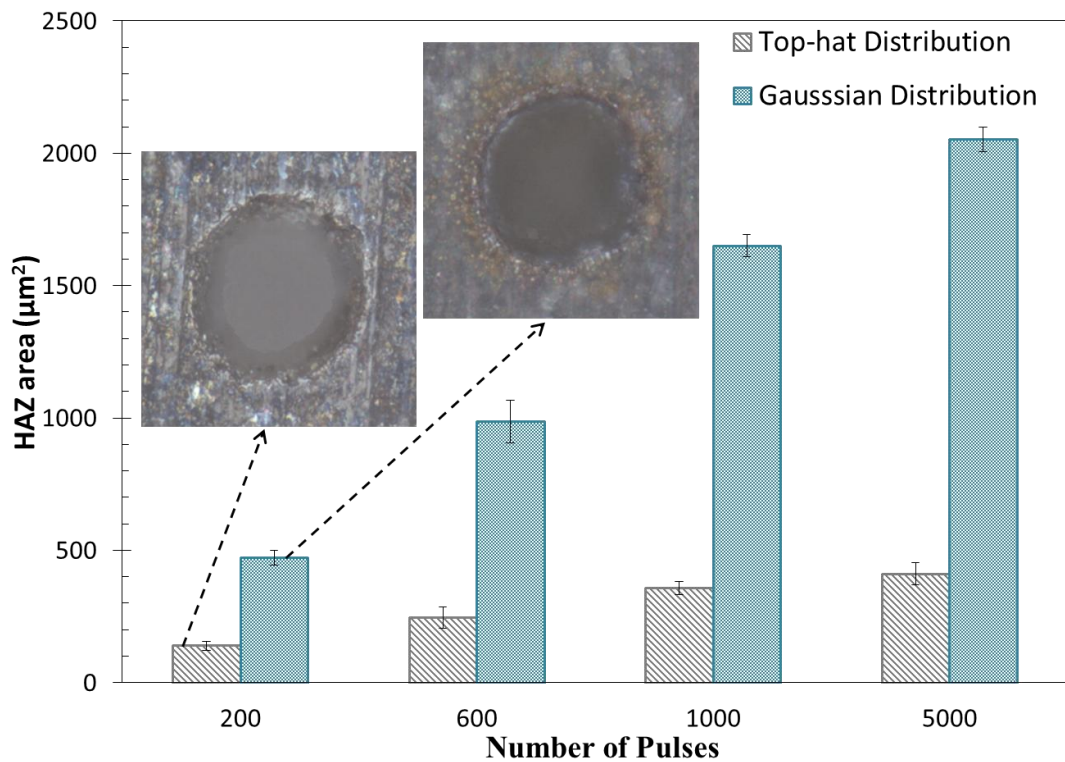 2500
2000
1500
1000
500
0
HAZ area (µm²)
Top-hat Distribution
Gausssian Distribution
200
600
1000
5000
Number of Pulses